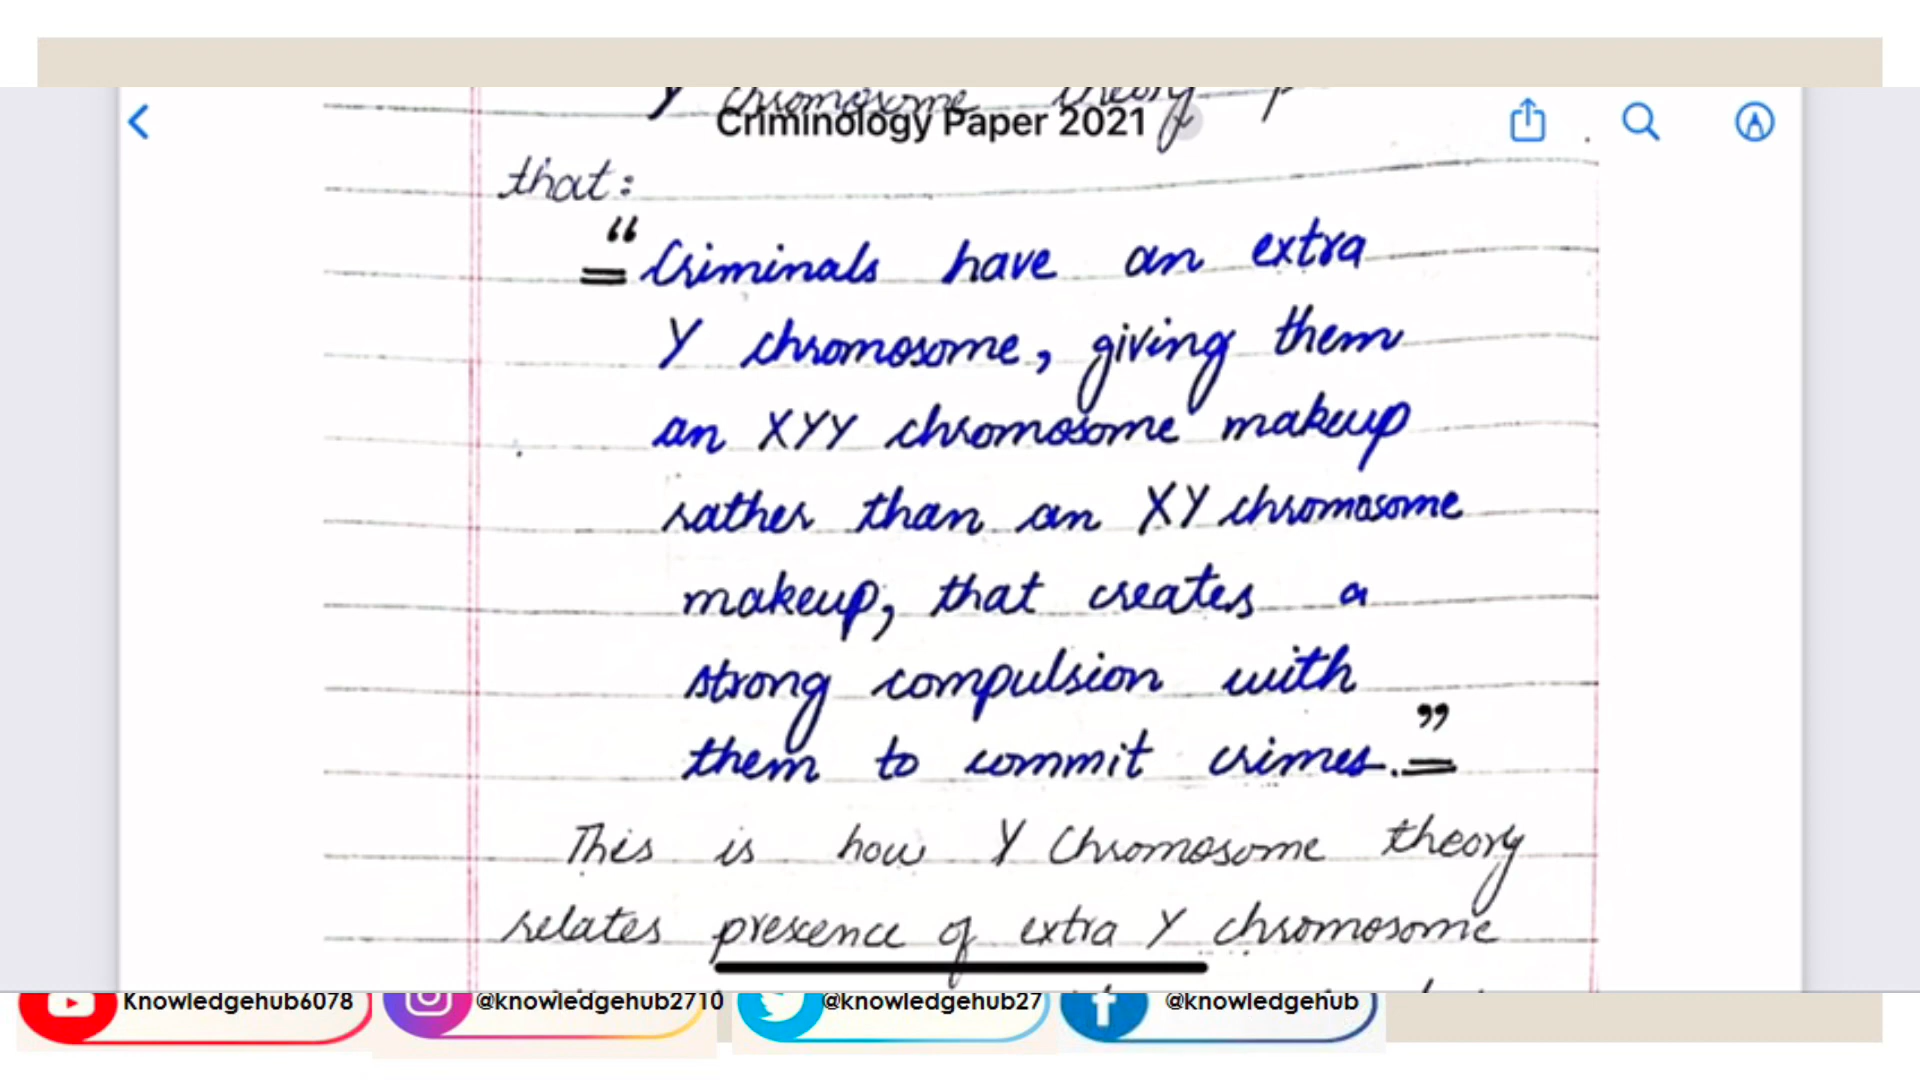 Y chromosome theory
Criminology Paper 2021
that:
“Criminals have an extra
Y chromosome, giving them
an XYY chromosome makeup
rather than an XY chromosome
makeup, that creates a
strong compulsion with
them to commit crimes.”
This is how Y Chromosome theory
relates presence of extra Y chromosome
Knowledgehub6078 @knowledgehub2710 @knowledgehub27 @knowledgehub